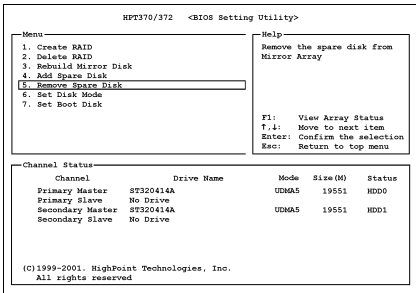 HPT370/372 <BIOS Setting Utility>
Menu
1. Create RAID
2. Delete RAID
3. Rebuild Mirror Disk
4. Add Spare Disk
5. Remove Spare Disk
6. Set Disk Mode
7. Set Boot Disk
Help
Remove the spare disk from
Mirror Array
F1: View Array Status
↑,↓: Move to next item
Enter: Confirm the selection
Esc: Return to top menu
Channel Status
Channel Drive Name Mode Size(M) Status
Primary Master ST320414A UDMA5 19551 HDD0
Primary Slave No Drive
Secondary Master ST320414A UDMA5 19551 HDD1
Secondary Slave No Drive
(C)1999-2001. HighPoint Technologies, Inc.
All rights reserved